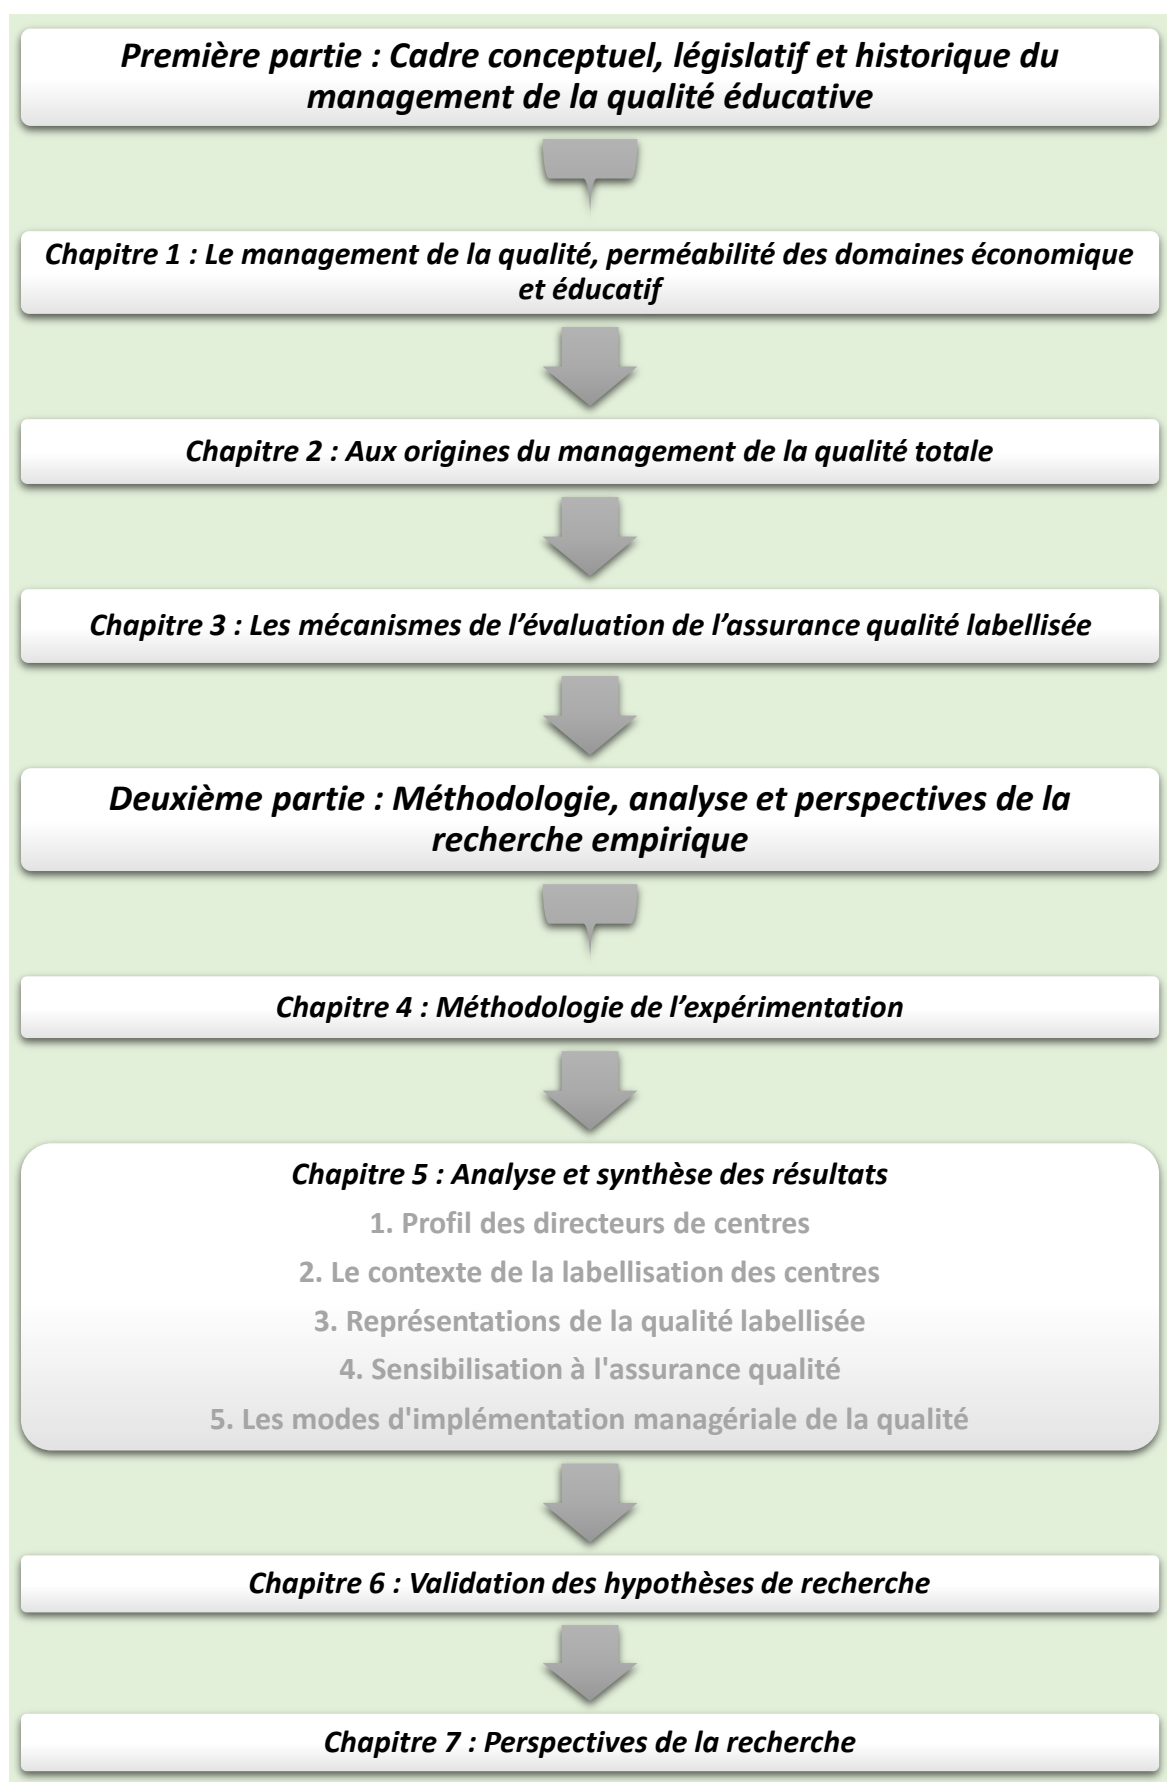 Première partie : Cadre conceptuel, législatif et historique du
management de la qualité éducative
Chapitre 1 : Le management de la qualité, perméabilité des domaines économique
et éducatif
Chapitre 2 : Aux origines du management de la qualité totale
Chapitre 3 : Les mécanismes de l’évaluation de l’assurance qualité labellisée
Deuxième partie : Méthodologie, analyse et perspectives de la
recherche empirique
Chapitre 4 : Méthodologie de l’expérimentation
Chapitre 5 : Analyse et synthèse des résultats
1. Profil des directeurs de centres
2. Le contexte de la labellisation des centres
3. Représentations de la qualité labellisée
4. Sensibilisation à l'assurance qualité
5. Les modes d'implémentation managériale de la qualité
Chapitre 6 : Validation des hypothèses de recherche
Chapitre 7 : Perspectives de la recherche